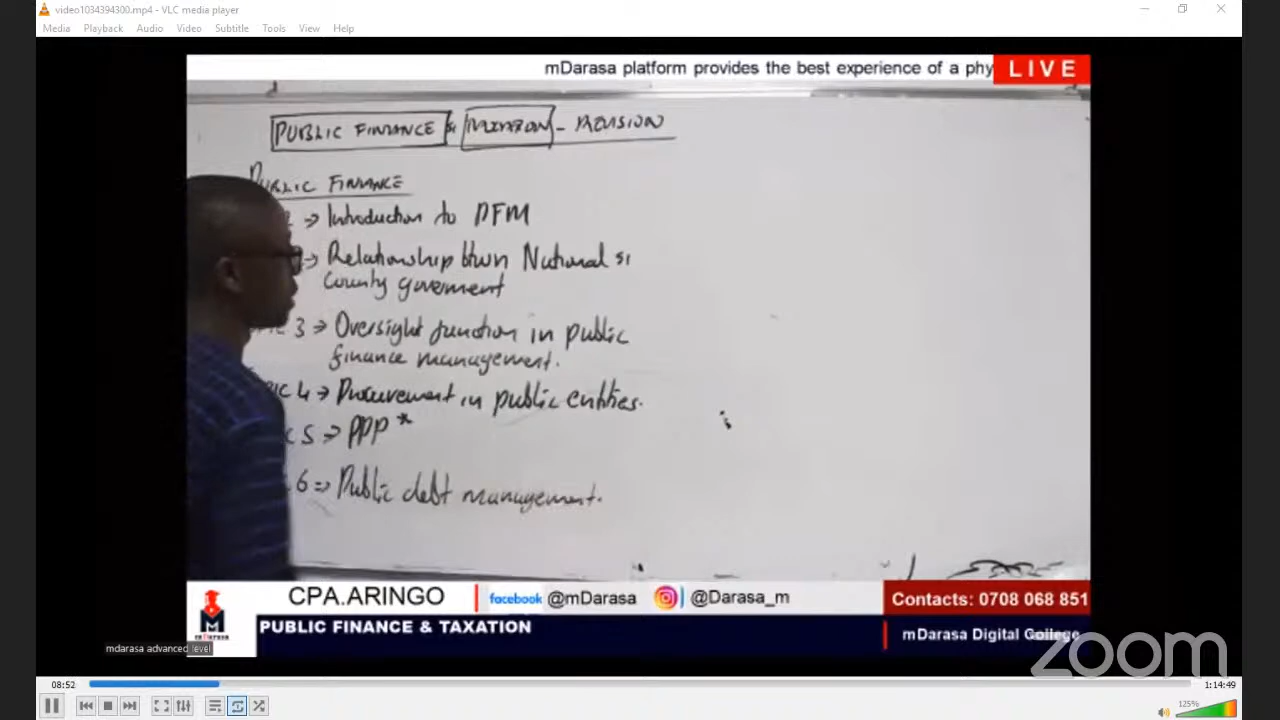 video1034394300.mp4 - VLC media player
Media Playback Audio Video Subtitle Tools View Help
mDarasa platform provides the best experience of a phy
LIVE
PUBLIC FINANCE & TAXATION - REVISION
PUBLIC FINANCE
⇒ Introduction to PFM
⇒ Relationship btwn National &
County government
3 ⇒ Oversight function in public
finance management.
IC 4 ⇒ Procurement in public entities.
C 5 ⇒ PPP *
6 ⇒ Public debt management.
CPA.ARINGO
facebook @mDarasa
@Darasa_m
Contacts: 0708 068 851
M
mDarasa
PUBLIC FINANCE & TAXATION
mDarasa Digital College
mdarasa advanced level
zoom
08:52
1:14:49
125%